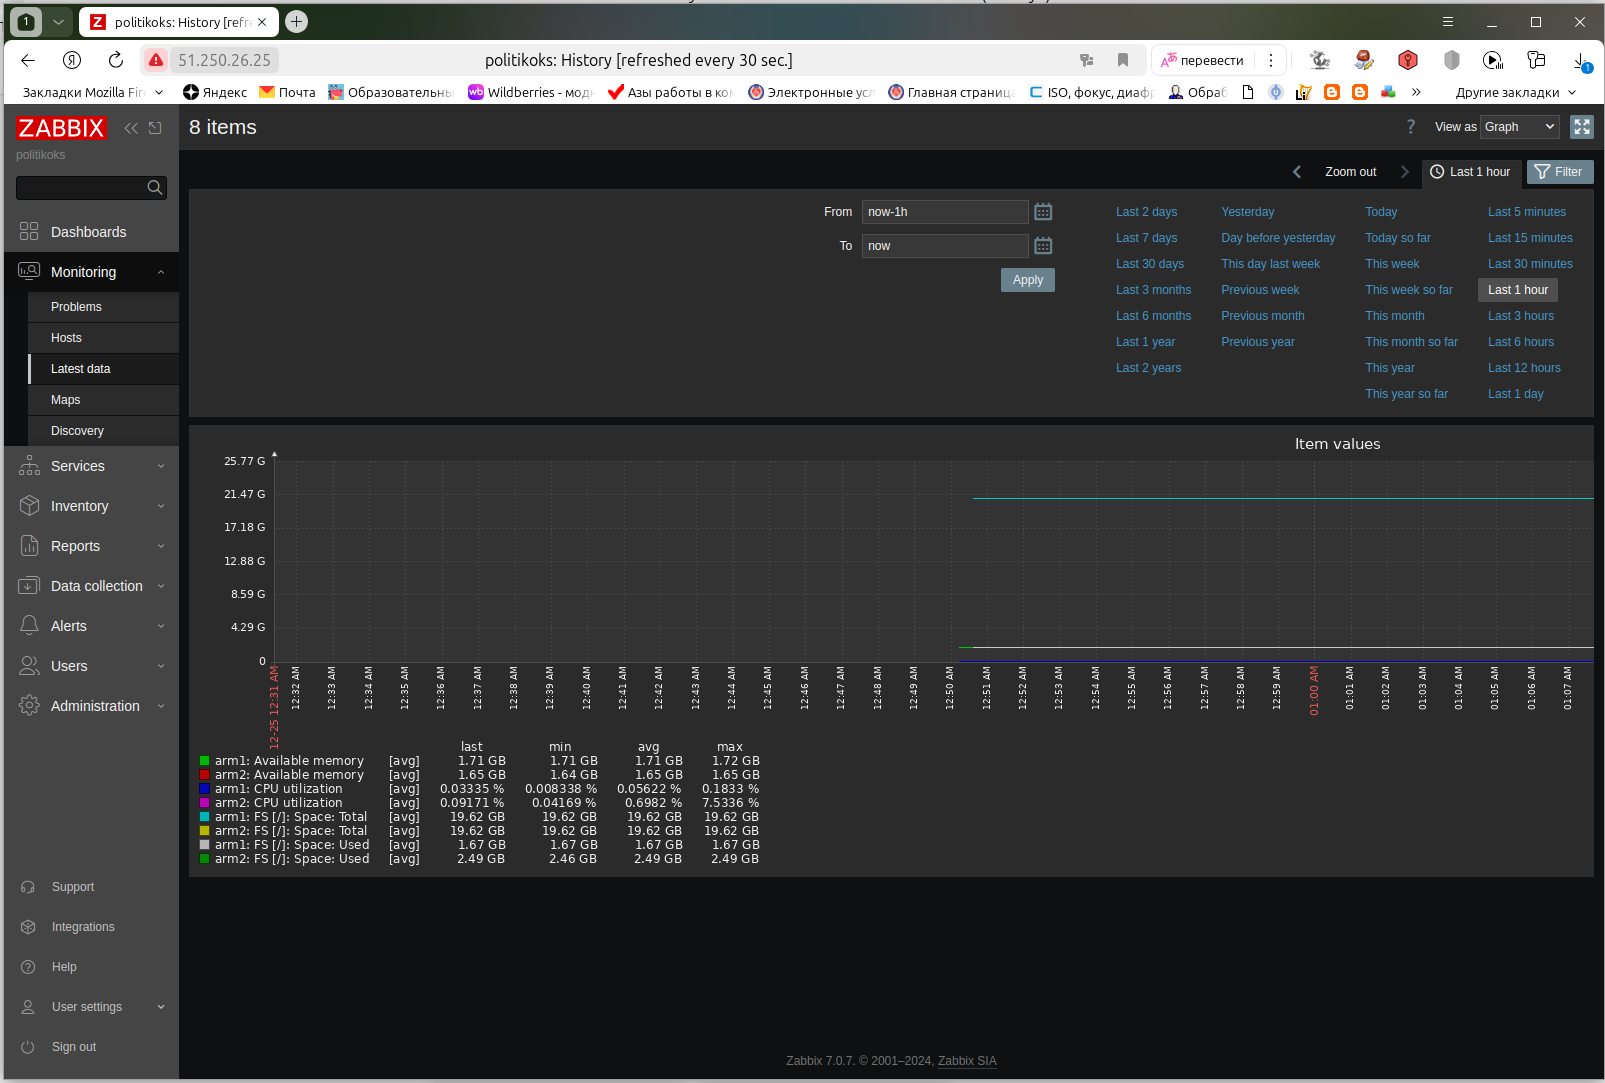 1
politikoks: History [refre
51.250.26.25
politikoks: History [refreshed every 30 sec.]
перевести
1
Закладки Mozilla Fir
Яндекс
Почта
Образовательны
Wildberries - мод
Азы работы в ко
Электронные усл
Главная страница
ISO, фокус, диаф
Обраб
Другие закладки
ZABBIX
politikoks
Dashboards
Monitoring
Problems
Hosts
Latest data
Maps
Discovery
Services
Inventory
Reports
Data collection
Alerts
Users
Administration
Support
Integrations
Help
User settings
Sign out
8 items
? View as Graph
Zoom out
Last 1 hour
Filter
From now-1h
To now
Apply
Last 2 days Yesterday Today Last 5 minutes
Last 7 days Day before yesterday Today so far Last 15 minutes
Last 30 days This day last week This week Last 30 minutes
Last 3 months Previous week This week so far Last 1 hour
Last 6 months Previous month This month Last 3 hours
Last 1 year Previous year This month so far Last 6 hours
Last 2 years This year Last 12 hours
This year so far Last 1 day
Item values
25.77 G
21.47 G
17.18 G
12.88 G
8.59 G
4.29 G
0
12-25 12:31 AM
12:32 AM
12:33 AM
12:34 AM
12:35 AM
12:36 AM
12:37 AM
12:38 AM
12:39 AM
12:40 AM
12:41 AM
12:42 AM
12:43 AM
12:44 AM
12:45 AM
12:46 AM
12:47 AM
12:48 AM
12:49 AM
12:50 AM
12:51 AM
12:52 AM
12:53 AM
12:54 AM
12:55 AM
12:56 AM
12:57 AM
12:58 AM
12:59 AM
01:00 AM
01:01 AM
01:02 AM
01:03 AM
01:04 AM
01:05 AM
01:06 AM
01:07 AM
last min avg max
arm1: Available memory [avg] 1.71 GB 1.71 GB 1.71 GB 1.72 GB
arm2: Available memory [avg] 1.65 GB 1.64 GB 1.65 GB 1.65 GB
arm1: CPU utilization [avg] 0.03335 % 0.008338 % 0.05622 % 0.1833 %
arm2: CPU utilization [avg] 0.09171 % 0.04169 % 0.6982 % 7.5336 %
arm1: FS [/]: Space: Total [avg] 19.62 GB 19.62 GB 19.62 GB 19.62 GB
arm2: FS [/]: Space: Total [avg] 19.62 GB 19.62 GB 19.62 GB 19.62 GB
arm1: FS [/]: Space: Used [avg] 1.67 GB 1.67 GB 1.67 GB 1.67 GB
arm2: FS [/]: Space: Used [avg] 2.49 GB 2.46 GB 2.49 GB 2.49 GB
Zabbix 7.0.7. © 2001–2024, Zabbix SIA